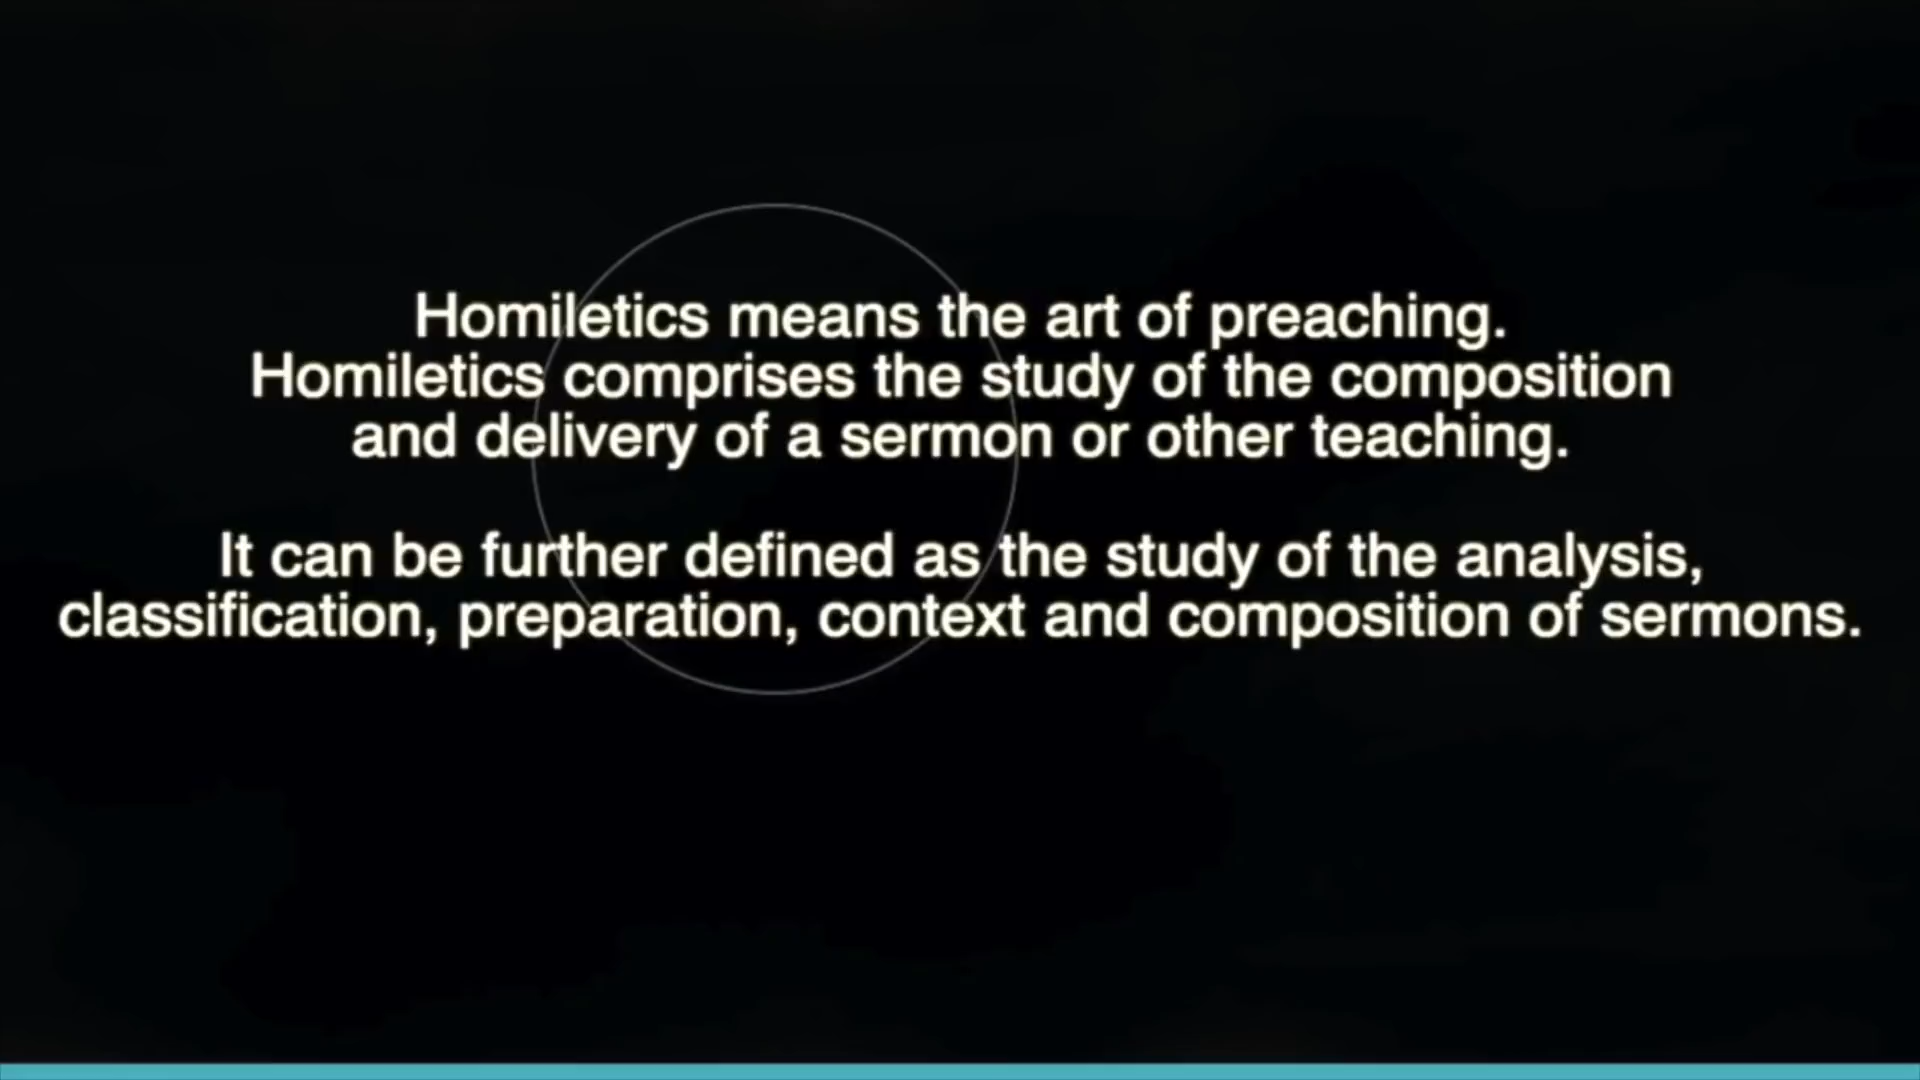 Homiletics means the art of preaching.
Homiletics comprises the study of the composition
and delivery of a sermon or other teaching.
It can be further defined as the study of the analysis,
classification, preparation, context and composition of sermons.